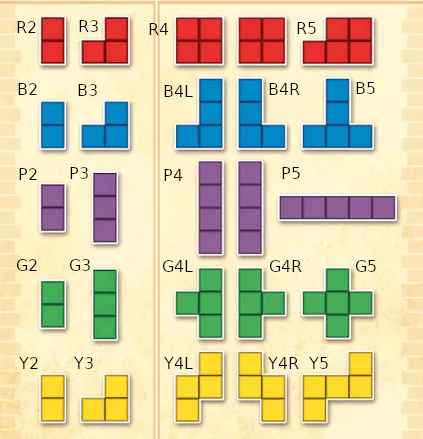 R2 R3 R4 R5
B2 B3 B4L B4R B5
P2 P3 P4 P5
G2 G3 G4L G4R G5
Y2 Y3 Y4L Y4R Y5